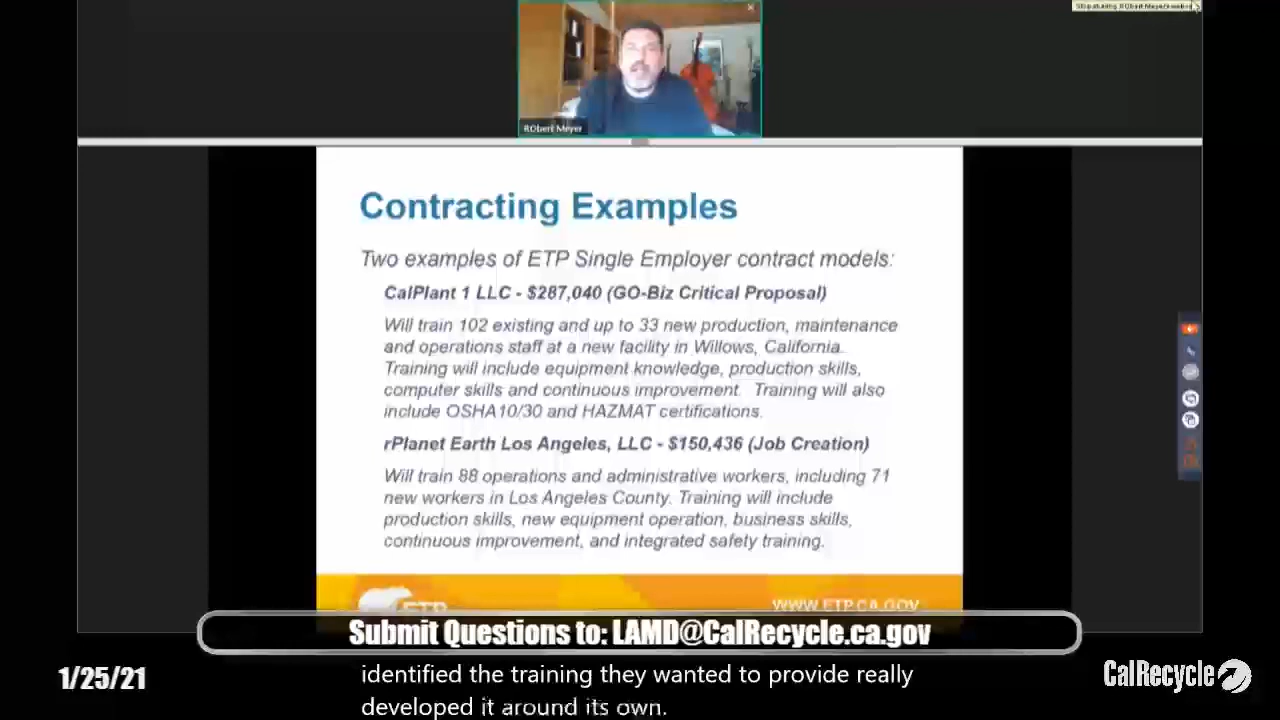 RObert Meyer
Contracting Examples
Two examples of ETP Single Employer contract models:
CalPlant 1 LLC - $287,040 (GO-Biz Critical Proposal)
Will train 102 existing and up to 33 new production, maintenance
and operations staff at a new facility in Willows, California.
Training will include equipment knowledge, production skills,
computer skills and continuous improvement. Training will also
include OSHA10/30 and HAZMAT certifications.
rPlanet Earth Los Angeles, LLC - $150,436 (Job Creation)
Will train 88 operations and administrative workers, including 71
new workers in Los Angeles County. Training will include
production skills, new equipment operation, business skills,
continuous improvement, and integrated safety training.
ETP
WWW.ETP.CA.GOV
Submit Questions to: LAMD@CalRecycle.ca.gov
identified the training they wanted to provide really
developed it around its own.
1/25/21
CalRecycle